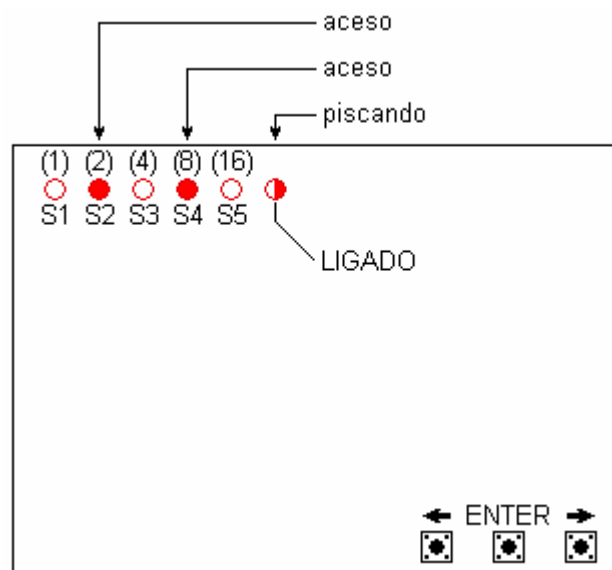 aceso
aceso
piscando
(1) (2) (4) (8) (16)
S1 S2 S3 S4 S5
LIGADO
ENTER